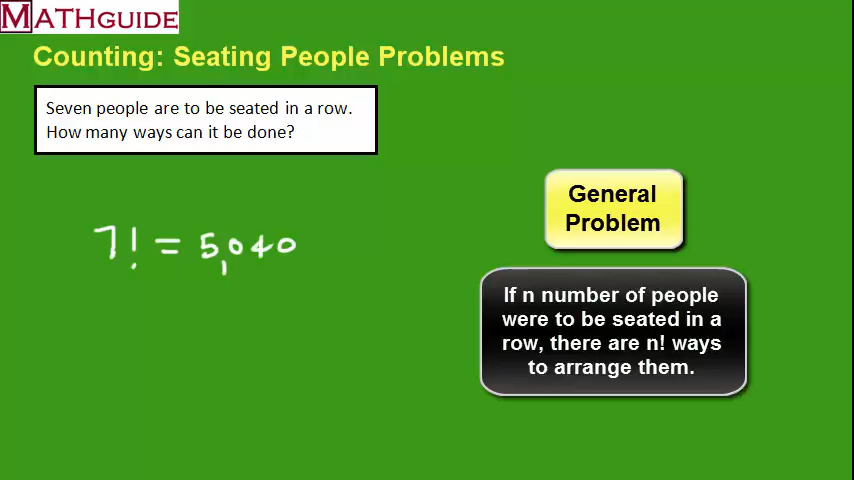 MATHGUIDE
Counting: Seating People Problems
Seven people are to be seated in a row.
How many ways can it be done?
7! = 5,040
General
Problem
If n number of people
were to be seated in a
row, there are n! ways
to arrange them.